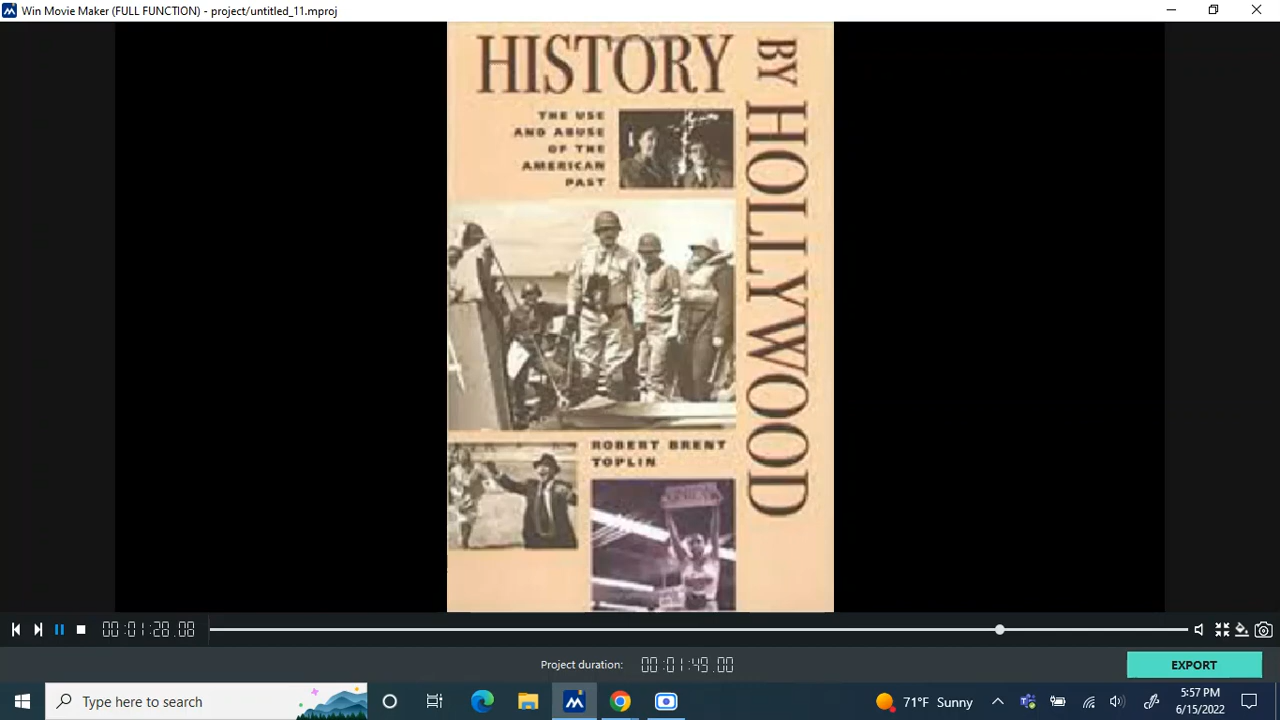 Win Movie Maker (FULL FUNCTION) - project/untitled_11.mproj
HISTORY
BY HOLLYWOOD
THE USE
AND ABUSE
OF THE
AMERICAN
PAST
ROBERT BRENT
TOPLIN
UNION
00:01:28.00
Project duration:
00:01:49.00
EXPORT
Type here to search
71°F Sunny
5:57 PM
6/15/2022